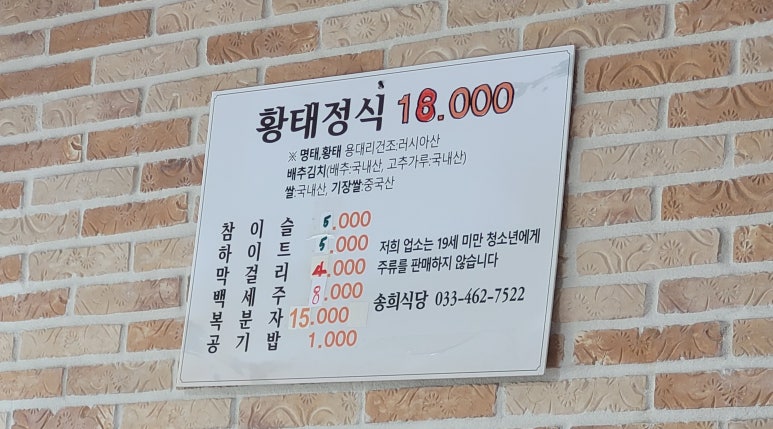 황태정식 18.000
※ 명태,황태 용대리건조:러시아산
배추김치(배추:국내산, 고추가루:국내산)
쌀:국내산, 기장쌀:중국산
참이슬 5.000
하이트 5.000
막걸리 4.000
백세주 8.000
복분자 15.000
공기밥 1.000
저희 업소는 19세 미만 청소년에게
주류를 판매하지 않습니다
송희식당 033-462-7522